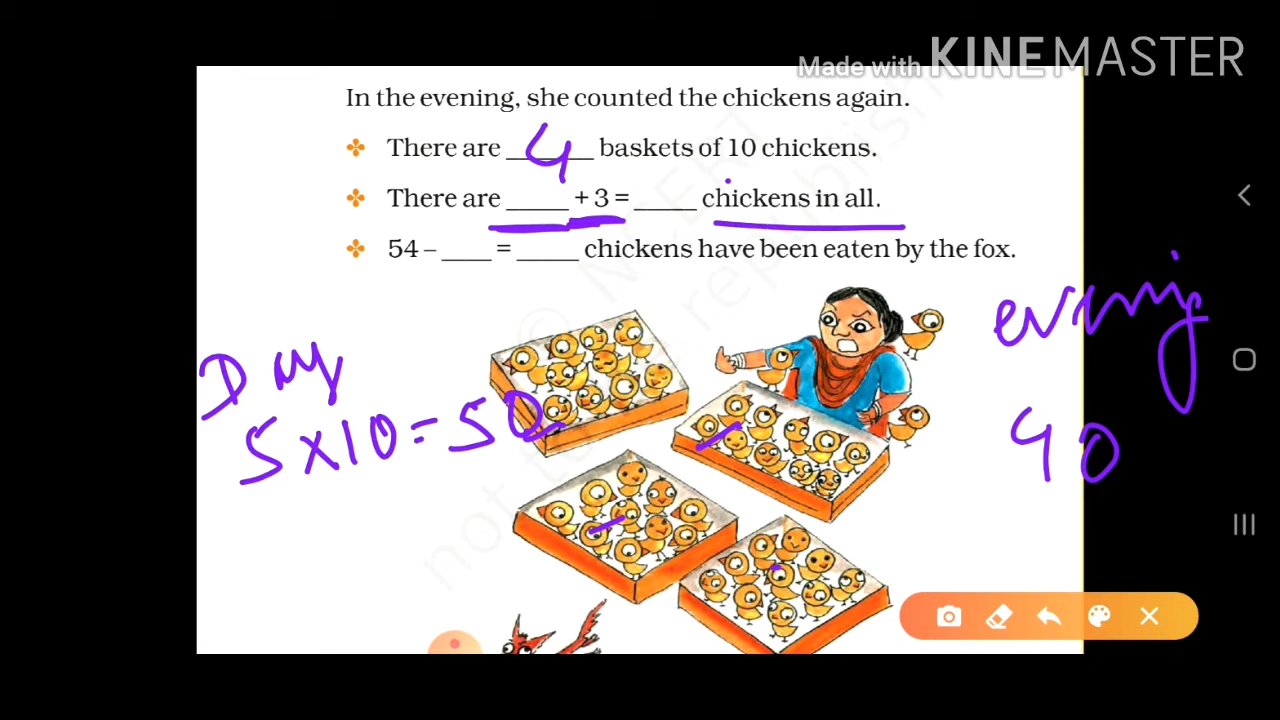 Made with KINEMASTER
In the evening, she counted the chickens again.
There are 4 baskets of 10 chickens.
There are _____ + 3 = _____ chickens in all.
54 – ____ = _____ chickens have been eaten by the fox.
evening
Day
5x10=50
40